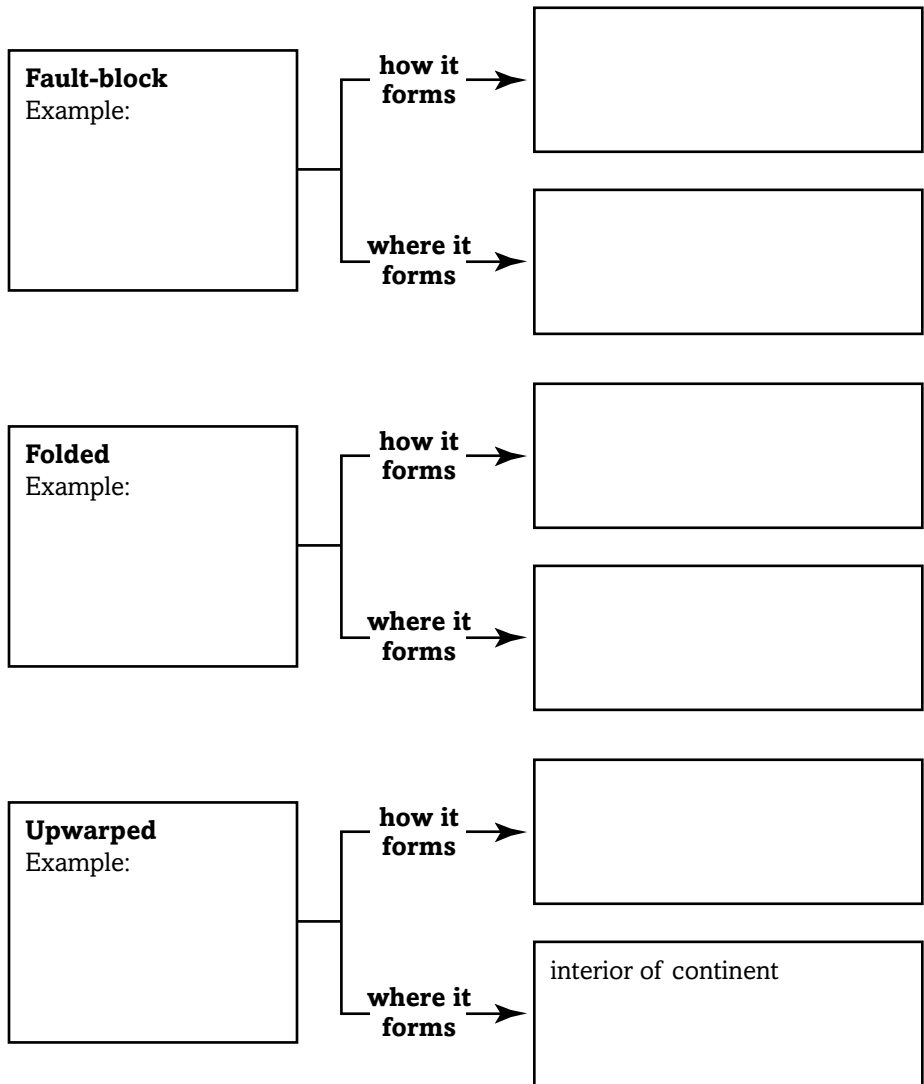 Fault-block
Example:
how it
forms
where it
forms
Folded
Example:
how it
forms
where it
forms
Upwarped
Example:
how it
forms
where it
forms
interior of continent